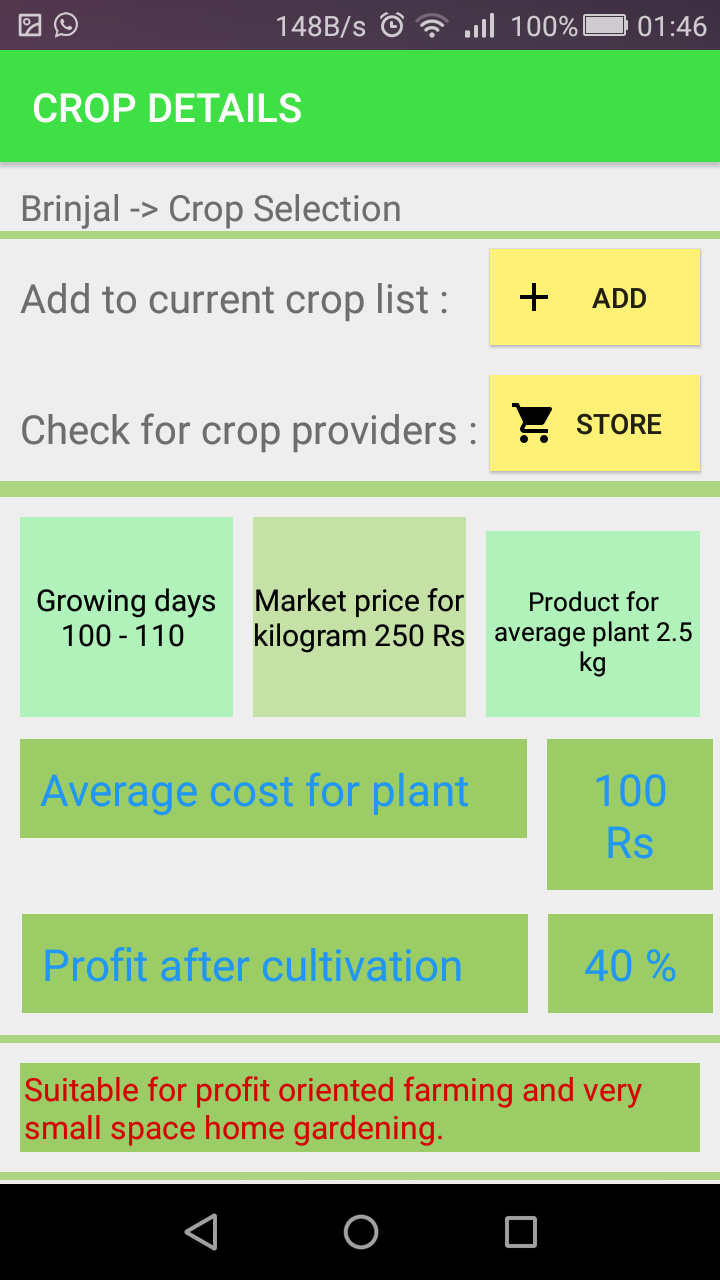 148B/s 100% 01:46
CROP DETAILS
Brinjal -> Crop Selection
Add to current crop list :
ADD
Check for crop providers :
STORE
Growing days
100 - 110
Market price for
kilogram 250 Rs
Product for
average plant 2.5
kg
Average cost for plant
100
Rs
Profit after cultivation
40 %
Suitable for profit oriented farming and very
small space home gardening.